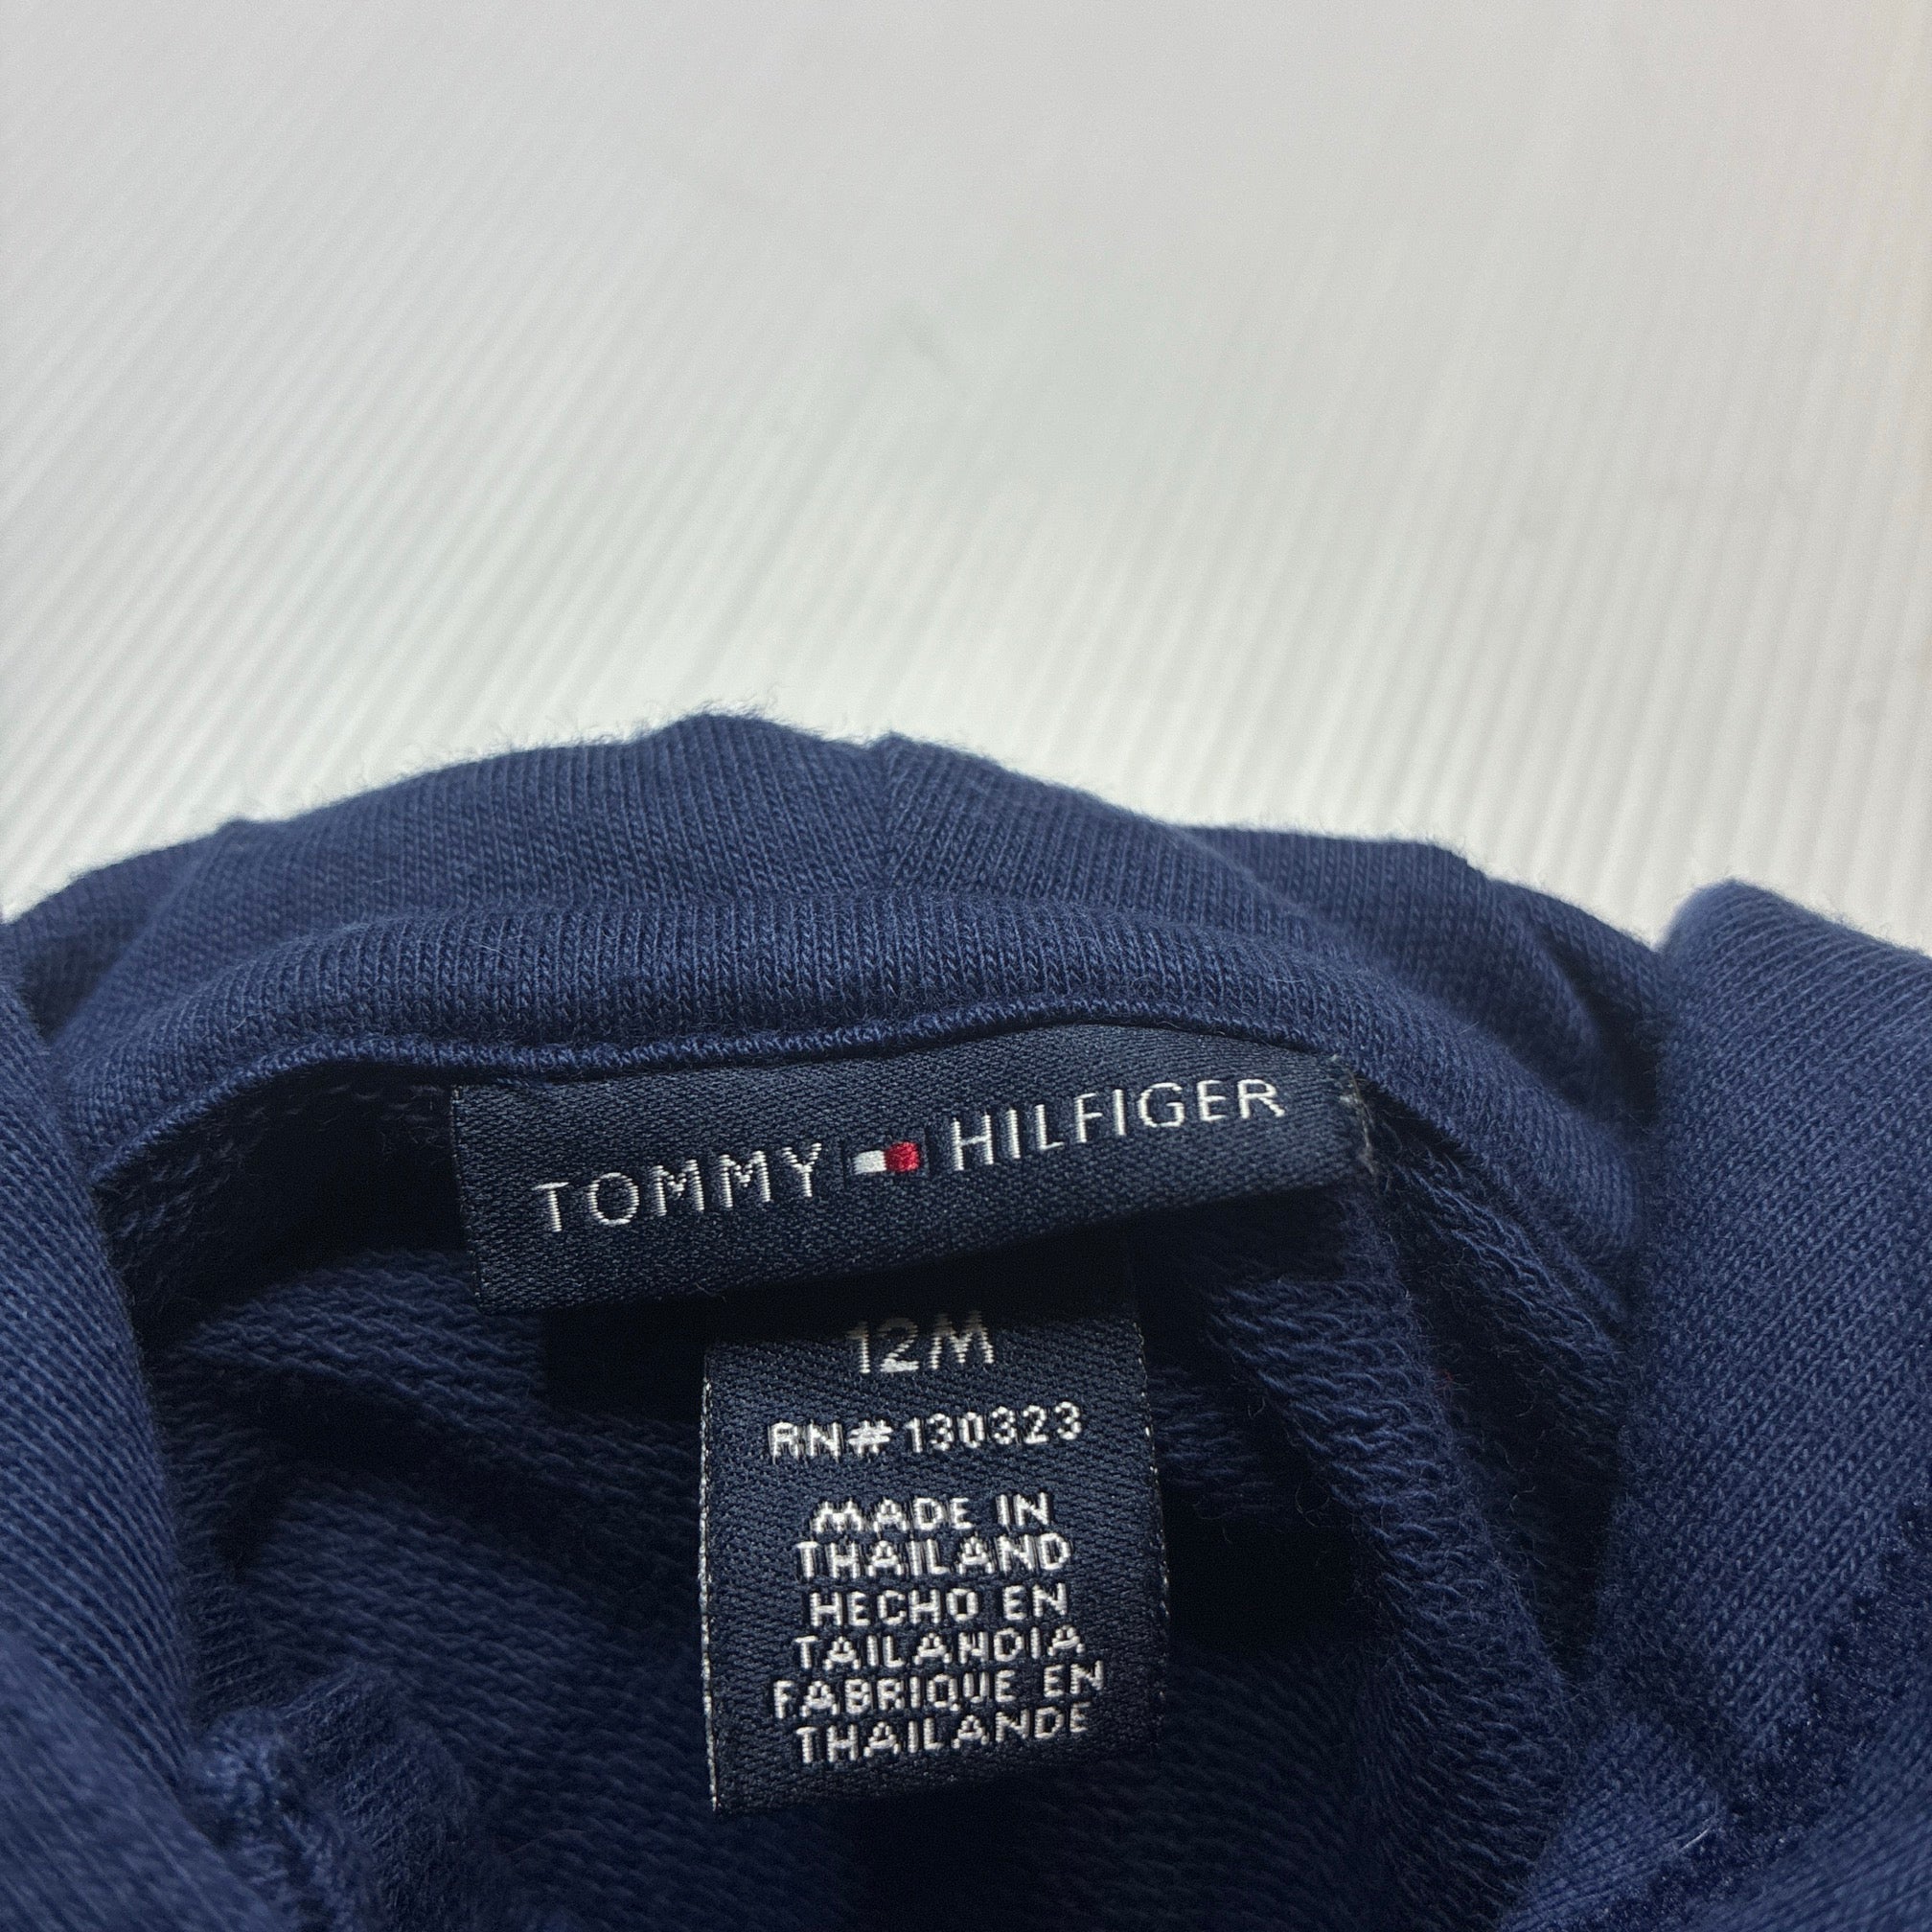 TOMMY HILFIGER
12M
RN#130323
MADE IN
THAILAND
HECHO EN
TAILANDIA
FABRIQUE EN
THAILANDE